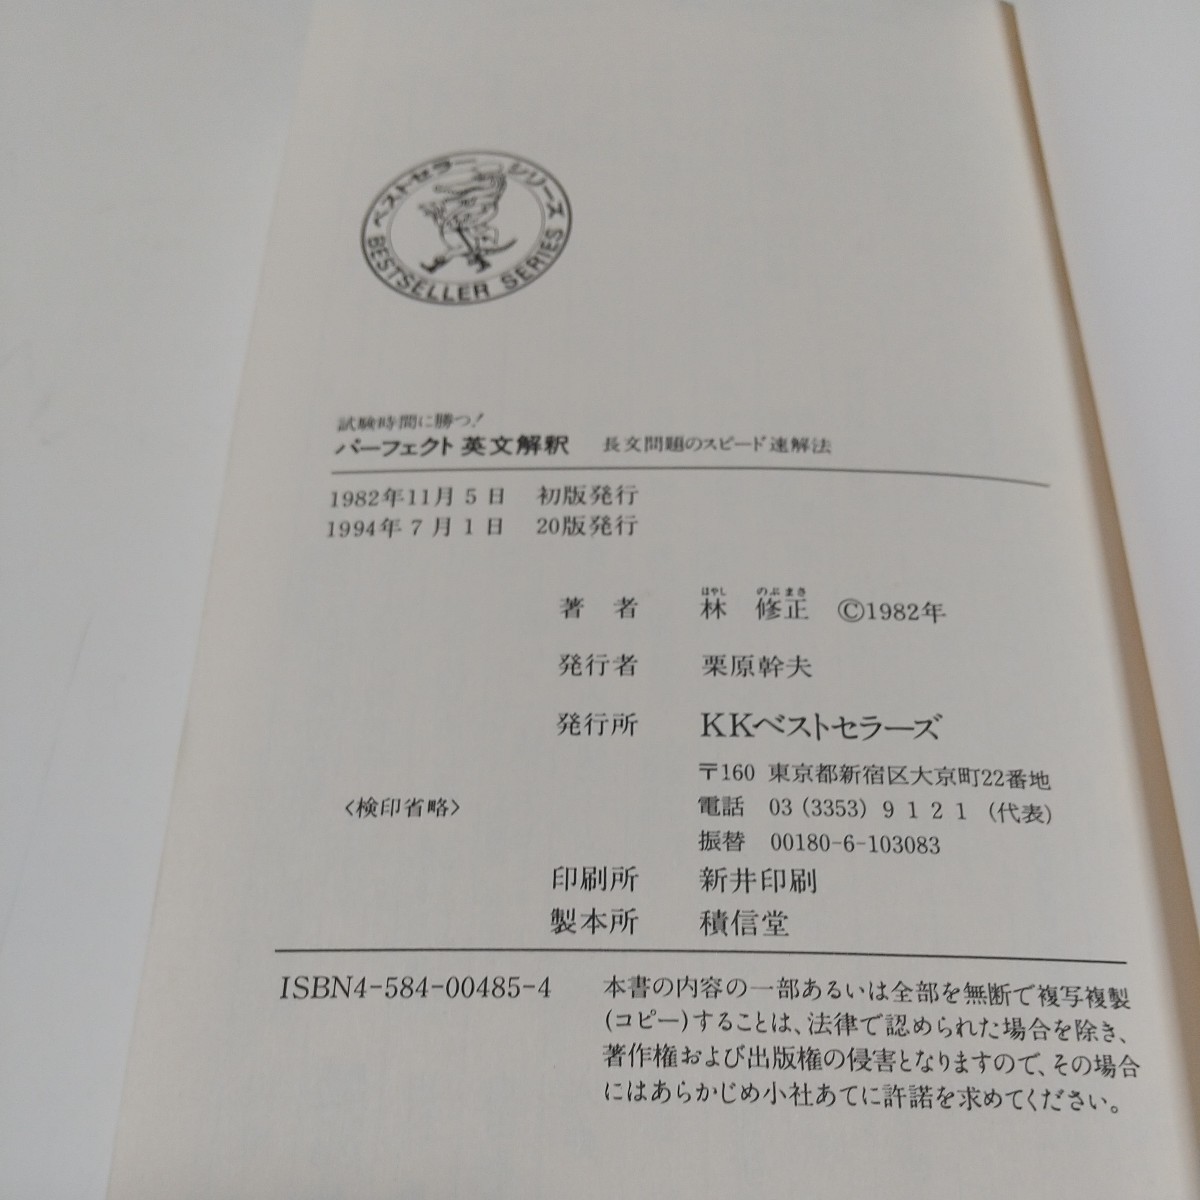 ベストセラーシリーズ
BESTSELLER SERIES
試験時間に勝つ!
パーフェクト 英文解釈 長文問題のスピード速解法
1982年11月5日 初版発行
1994年7月1日 20版発行
はやし のぶまさ
著者 林 修正 ©1982年
発行者 栗原幹夫
発行所 KKベストセラーズ
〒160 東京都新宿区大京町22番地
<検印省略> 電話 03 (3353) 9121 (代表)
振替 00180-6-103083
印刷所 新井印刷
製本所 積信堂
ISBN4-584-00485-4
本書の内容の一部あるいは全部を無断で複写複製
(コピー)することは、法律で認められた場合を除き、
著作権および出版権の侵害となりますので、その場合
にはあらかじめ小社あてに許諾を求めてください。